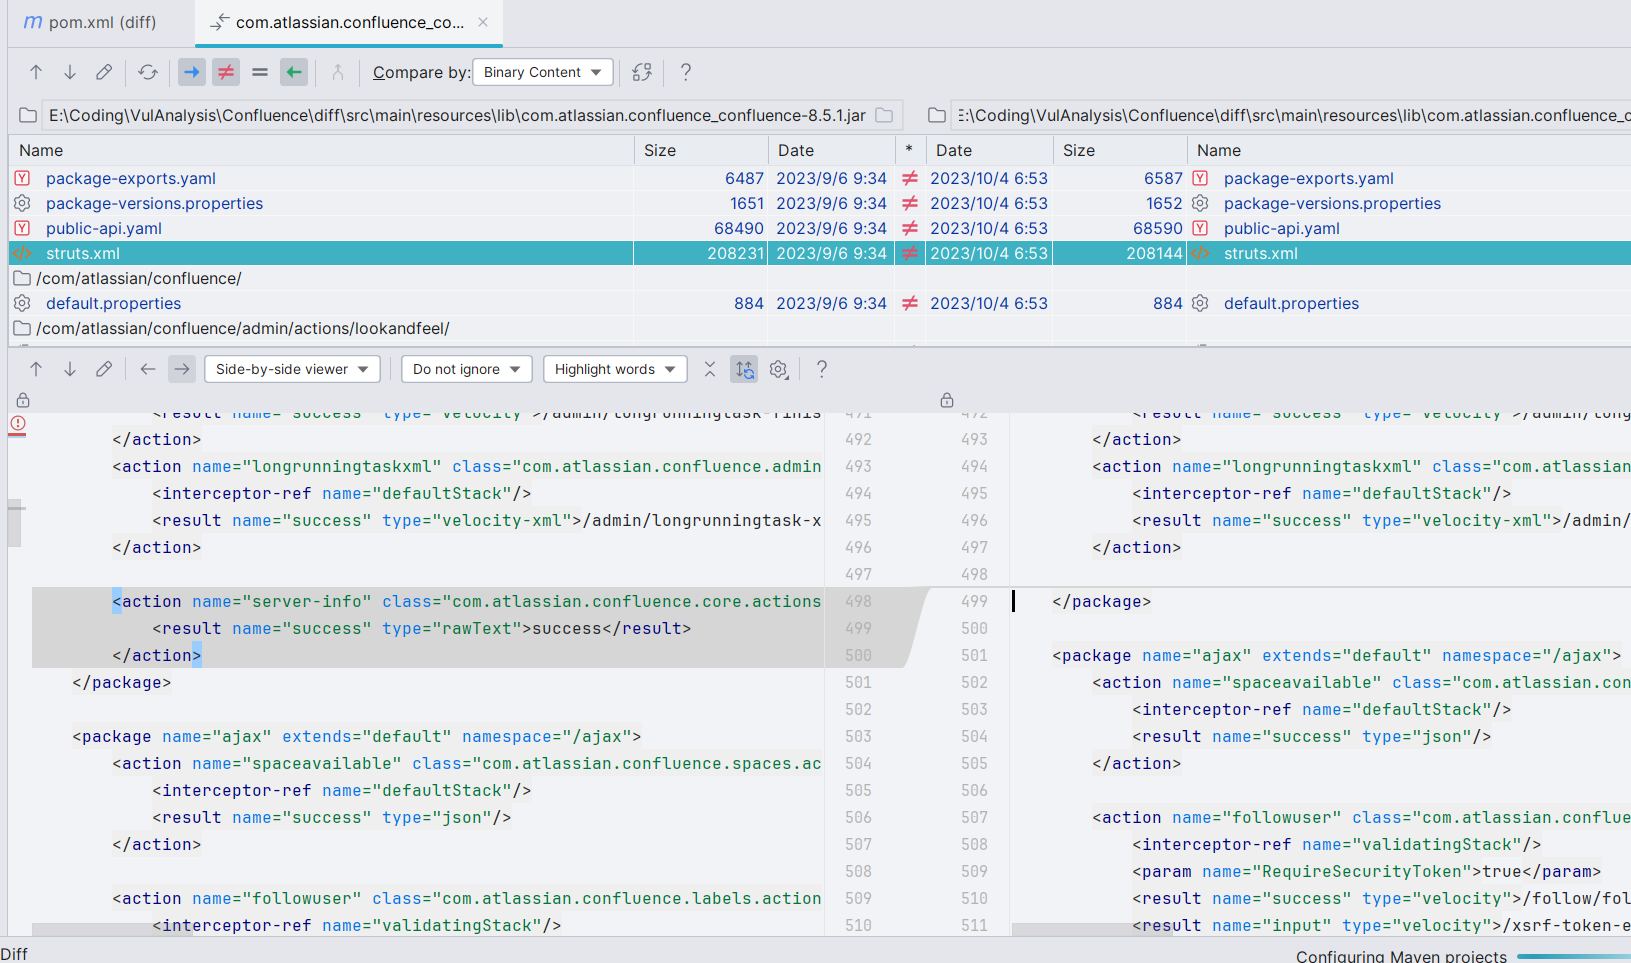 pom.xml (diff)
com.atlassian.confluence_co...
Compare by:
Binary Content
?
E:\Coding\VulAnalysis\Confluence\diff\src\main\resources\lib\com.atlassian.confluence_confluence-8.5.1.jar
:\Coding\VulAnalysis\Confluence\diff\src\main\resources\lib\com.atlassian.confluence_c
Name Size Date * Date Size Name
package-exports.yaml 6487 2023/9/6 9:34 ≠ 2023/10/4 6:53 6587 package-exports.yaml
package-versions.properties 1651 2023/9/6 9:34 ≠ 2023/10/4 6:53 1652 package-versions.properties
public-api.yaml 68490 2023/9/6 9:34 ≠ 2023/10/4 6:53 68590 public-api.yaml
struts.xml 208231 2023/9/6 9:34 ≠ 2023/10/4 6:53 208144 struts.xml
/com/atlassian/confluence/
default.properties 884 2023/9/6 9:34 ≠ 2023/10/4 6:53 884 default.properties
/com/atlassian/confluence/admin/actions/lookandfeel/
Side-by-side viewer
Do not ignore
Highlight words
?
<result name="success" type="velocity">/admin/longrunningtask-finis 491 492 <result name="success" type="velocity">/admin/long
</action> 492 493 </action>
<action name="longrunningtaskxml" class="com.atlassian.confluence.admin 493 494 <action name="longrunningtaskxml" class="com.atlassian
<interceptor-ref name="defaultStack"/> 494 495 <interceptor-ref name="defaultStack"/>
<result name="success" type="velocity-xml">/admin/longrunningtask-x 495 496 <result name="success" type="velocity-xml">/admin/
</action> 496 497 </action>
497 498
<action name="server-info" class="com.atlassian.confluence.core.actions 498 499 </package>
<result name="success" type="rawText">success</result> 499 500
</action> 500 501 <package name="ajax" extends="default" namespace="/ajax">
</package> 501 502 <action name="spaceavailable" class="com.atlassian.con
502 503 <interceptor-ref name="defaultStack"/>
<package name="ajax" extends="default" namespace="/ajax"> 503 504 <result name="success" type="json"/>
<action name="spaceavailable" class="com.atlassian.confluence.spaces.ac 504 505 </action>
<interceptor-ref name="defaultStack"/> 505 506
<result name="success" type="json"/> 506 507 <action name="followuser" class="com.atlassian.conflue
</action> 507 508 <interceptor-ref name="validatingStack"/>
508 509 <param name="RequireSecurityToken">true</param>
<action name="followuser" class="com.atlassian.confluence.labels.action 509 510 <result name="success" type="velocity">/follow/fol
<interceptor-ref name="validatingStack"/> 510 511 <result name="input" type="velocity">/xsrf-token-e
Diff
Configuring Maven projects